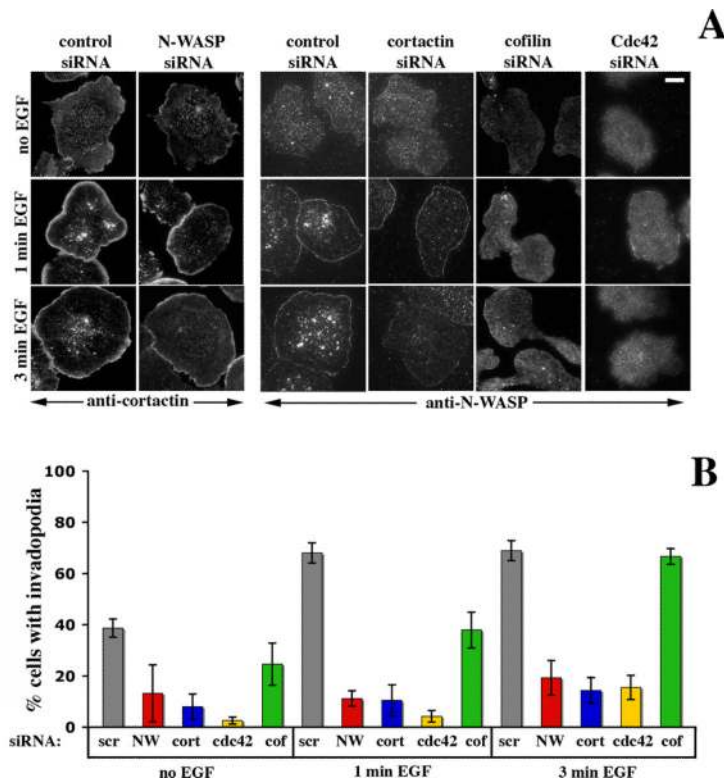 A
control N-WASP control cortactin cofilin Cdc42
siRNA siRNA siRNA siRNA siRNA siRNA
no EGF
1 min EGF
3 min EGF
anti-cortactin anti-N-WASP
B
% cells with invadopodia
100
80
60
40
20
0
siRNA: scr NW cort cdc42 cof scr NW cort cdc42 cof scr NW cort cdc42 cof
no EGF 1 min EGF 3 min EGF